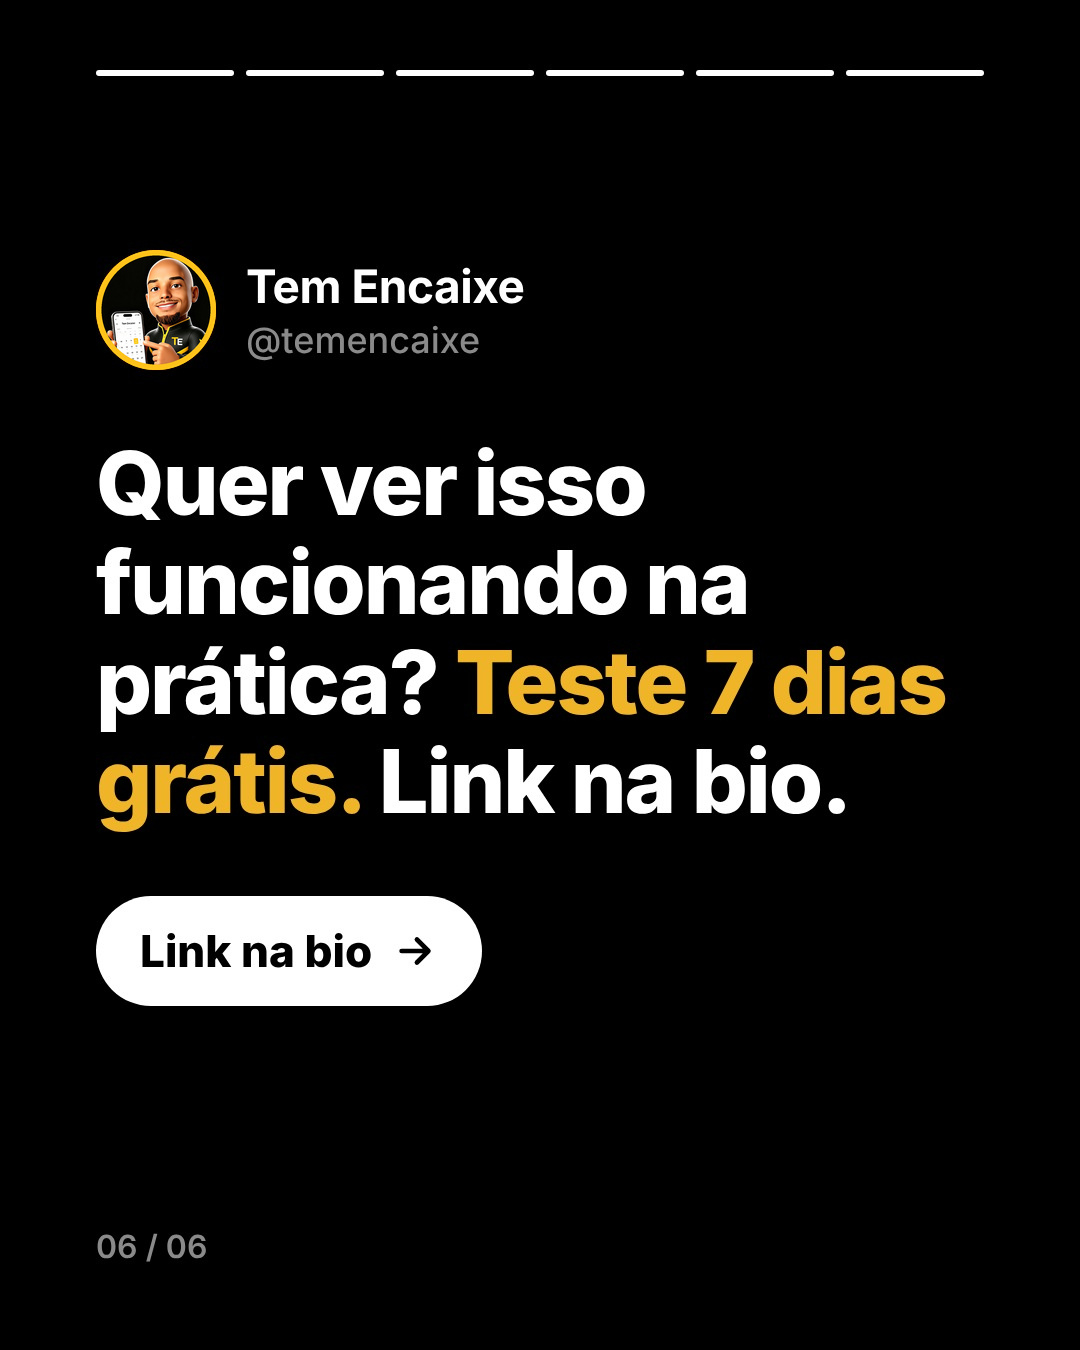 Tem Encaixe
@temencaixe
TE
Quer ver isso
funcionando na
prática? Teste 7 dias
grátis. Link na bio.
Link na bio →
06 / 06